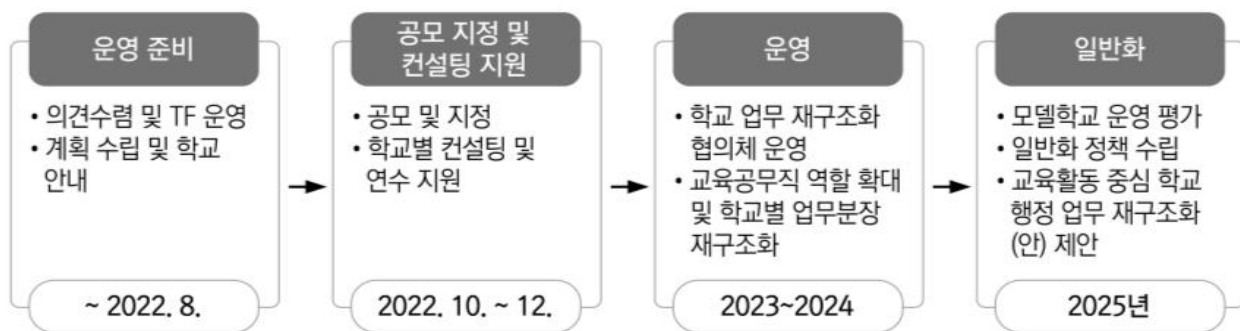 운영 준비
• 의견수렴 및 TF 운영
• 계획 수립 및 학교
안내
~ 2022. 8.
공모 지정 및
컨설팅 지원
• 공모 및 지정
• 학교별 컨설팅 및
연수 지원
2022. 10. ~ 12.
운영
• 학교 업무 재구조화
협의체 운영
• 교육공무직 역할 확대
및 학교별 업무분장
재구조화
2023~2024
일반화
• 모델학교 운영 평가
• 일반화 정책 수립
• 교육활동 중심 학교
행정 업무 재구조화
(안) 제안
2025년